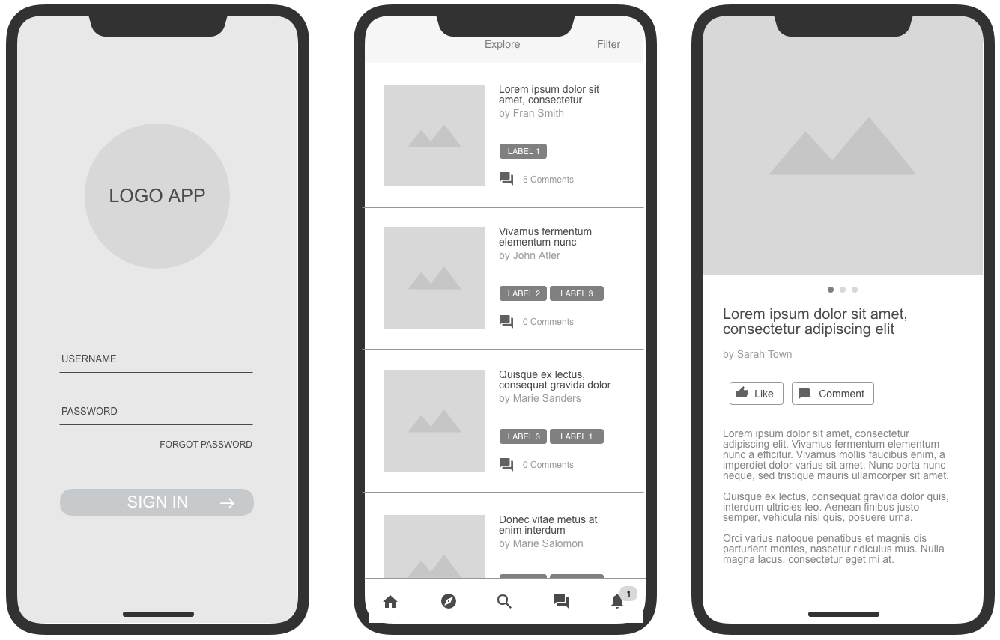 LOGO APP
USERNAME
PASSWORD
FORGOT PASSWORD
SIGN IN
Explore
Filter
Lorem ipsum dolor sit
amet, consectetur
by Fran Smith
LABEL 1
5 Comments
Vivamus fermentum
elementum nunc
by John Atler
LABEL 2
LABEL 3
0 Comments
Quisque ex lectus,
consequat gravida dolor
by Marie Sanders
LABEL 3
LABEL 1
0 Comments
Donec vitae metus at
enim interdum
by Marie Salomon
1
Lorem ipsum dolor sit amet,
consectetur adipiscing elit
by Sarah Town
Like
Comment
Lorem ipsum dolor sit amet, consectetur
adipiscing elit. Vivamus fermentum elementum
nunc a efficitur. Vivamus mollis faucibus enim, a
imperdiet dolor varius sit amet. Nunc porta nunc
neque, sed tristique mauris ullamcorper sit amet.
Quisque ex lectus, consequat gravida dolor quis,
interdum ultricies leo. Aenean finibus justo
semper, vehicula nisi quis, posuere urna.
Orci varius natoque penatibus et magnis dis
parturient montes, nascetur ridiculus mus. Nulla
magna lacus, consectetur eget mi at.